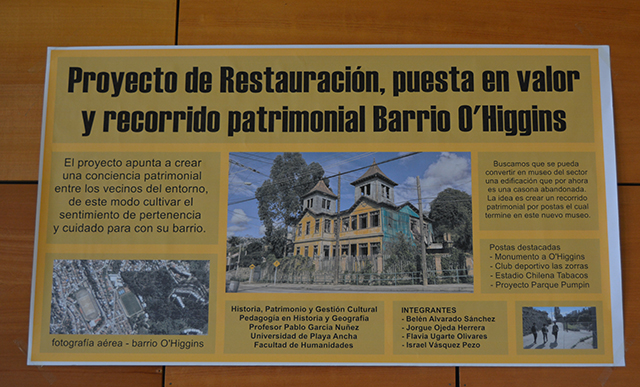 Proyecto de Restauración, puesta en valor
y recorrido patrimonial Barrio O'Higgins
El proyecto apunta a crear
una conciencia patrimonial
entre los vecinos del entorno,
de este modo cultivar el
sentimiento de pertenencia
y cuidado para con su barrio.
fotografía aérea - barrio O'Higgins
Historia, Patrimonio y Gestión Cultural
Pedagogía en Historia y Geografía
Profesor Pablo García Nuñez
Universidad de Playa Ancha
Facultad de Humanidades
INTEGRANTES
- Belén Alvarado Sánchez
- Jorgue Ojeda Herrera
- Flavia Ugarte Olivares
- Israel Vásquez Pezo
Buscamos que se pueda
convertir en museo del sector
una edificación que por ahora
es una casona abandonada.
La idea es crear un recorrido
patrimonial por postas el cual
termine en este nuevo museo.
Postas destacadas
- Monumento a O'Higgins
- Club deportivo las zorras
- Estadio Chilena Tabacos
- Proyecto Parque Pumpin